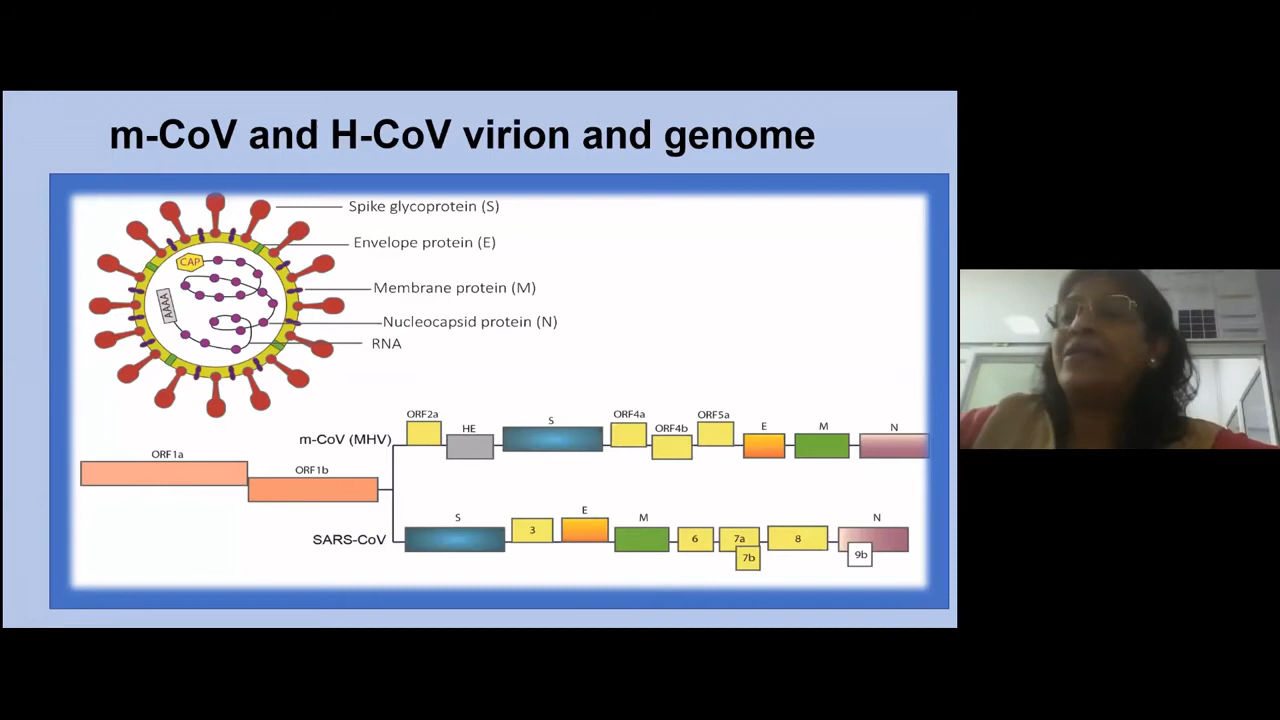 m-CoV and H-CoV virion and genome
Spike glycoprotein (S)
Envelope protein (E)
Membrane protein (M)
Nucleocapsid protein (N)
RNA
CAP
AAAA
ORF1a
ORF1b
m-CoV (MHV)
ORF2a
HE
S
ORF4a
ORF4b
ORF5a
E
M
N
SARS-CoV
S
3
E
M
6
7a
7b
8
N
9b